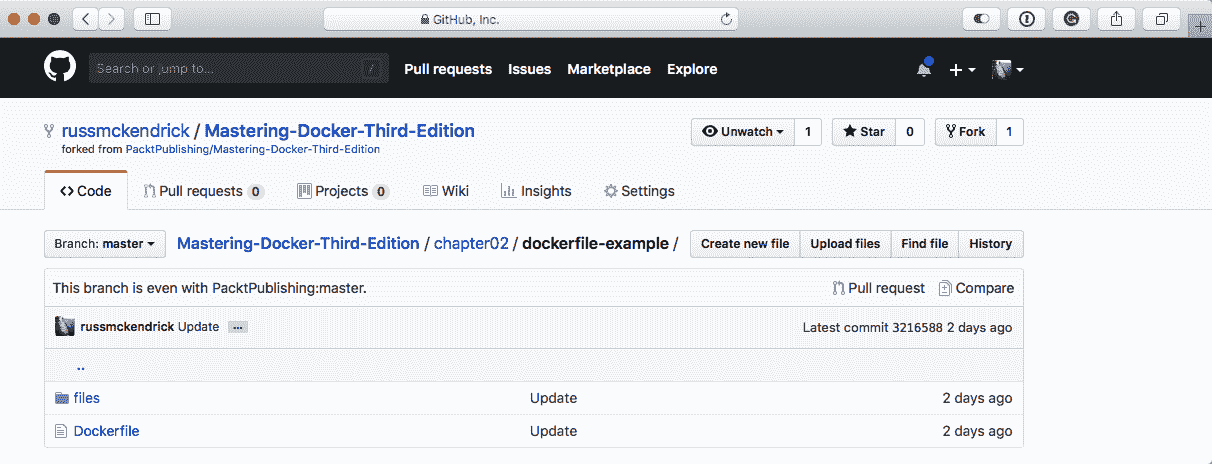 GitHub, Inc.
Search or jump to... / Pull requests Issues Marketplace Explore
russmckendrick / Mastering-Docker-Third-Edition Unwatch 1 Star 0 Fork 1
forked from PacktPublishing/Mastering-Docker-Third-Edition
Code Pull requests 0 Projects 0 Wiki Insights Settings
Branch: master Mastering-Docker-Third-Edition / chapter02 / dockerfile-example / Create new file Upload files Find file History
This branch is even with PacktPublishing:master. Pull request Compare
russmckendrick Update ... Latest commit 3216588 2 days ago
..
files Update 2 days ago
Dockerfile Update 2 days ago